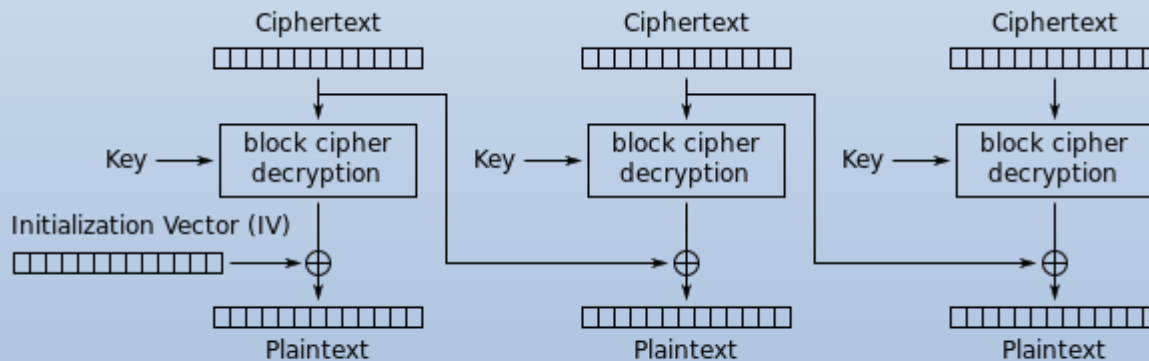 Ciphertext
Ciphertext
Ciphertext
Key
block cipher
decryption
Key
block cipher
decryption
Key
block cipher
decryption
Initialization Vector (IV)
Plaintext
Plaintext
Plaintext